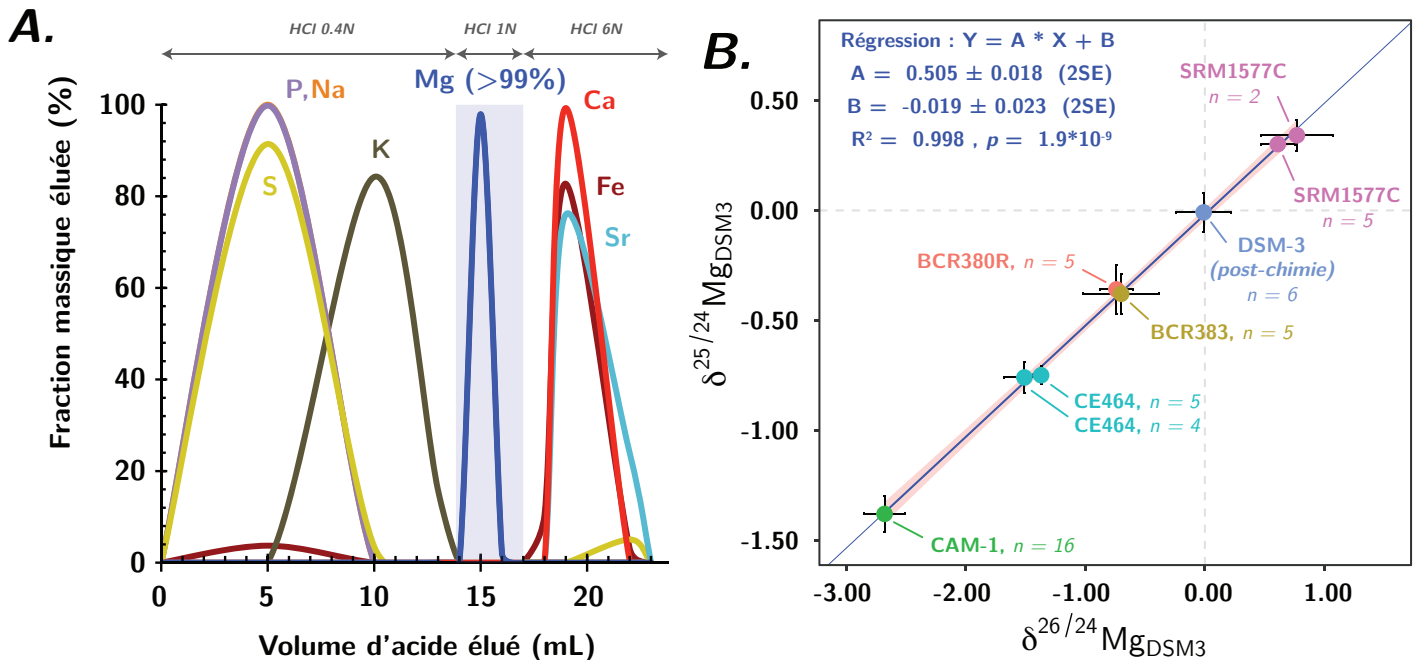 A.
HCl 0.4N
HCl 1N
HCl 6N
Mg (>99%)
P,Na
S
K
Ca
Fe
Sr
Fraction massique éluée (%)
100
80
60
40
20
0
0
5
10
15
20
Volume d'acide élué (mL)
B.
Régression : Y = A * X + B
A = 0.505 ± 0.018 (2SE)
B = -0.019 ± 0.023 (2SE)
R² = 0.998 , p = 1.9*10⁻⁹
SRM1577C
n = 2
SRM1577C
n = 5
DSM-3
(post-chimie)
n = 6
BCR380R, n = 5
BCR383, n = 5
CE464, n = 5
CE464, n = 4
CAM-1, n = 16
δ25/24MgDSM3
0.50
0.00
-0.50
-1.00
-1.50
-3.00
-2.00
-1.00
0.00
1.00
δ26/24MgDSM3